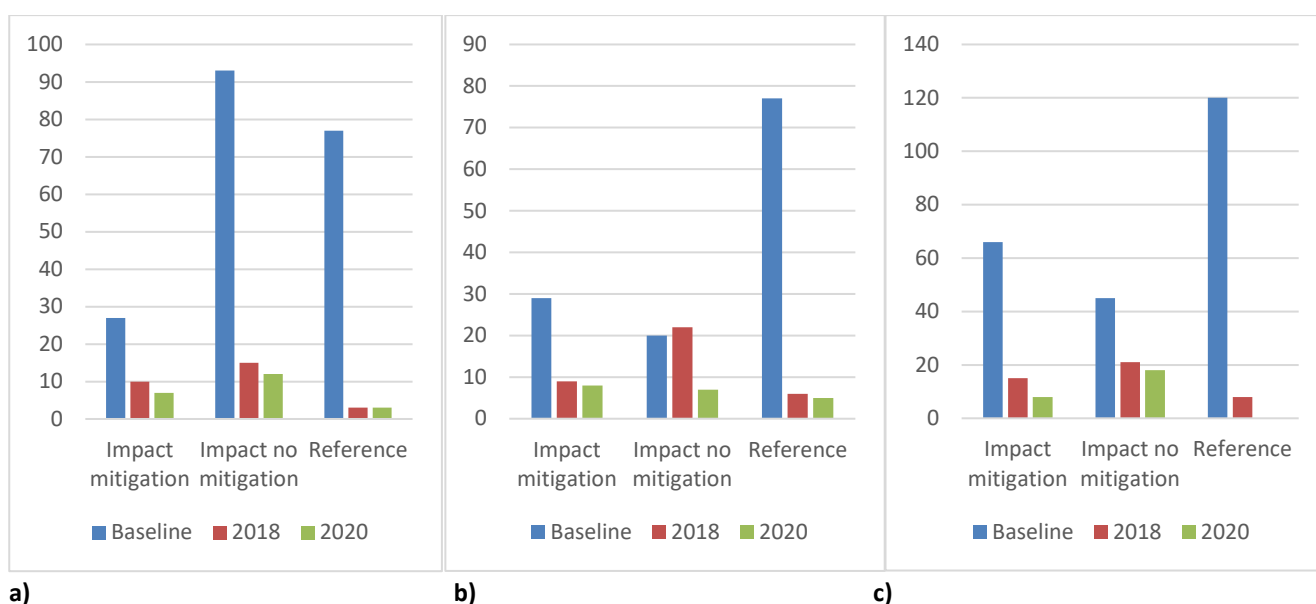 100
90
80
70
60
50
40
30
20
10
0
Impact mitigation
Impact no mitigation
Reference
Baseline 2018 2020
90
80
70
60
50
40
30
20
10
0
Impact mitigation
Impact no mitigation
Reference
Baseline 2018 2020
140
120
100
80
60
40
20
0
Impact mitigation
Impact no mitigation
Reference
Baseline 2018 2020
a) b) c)